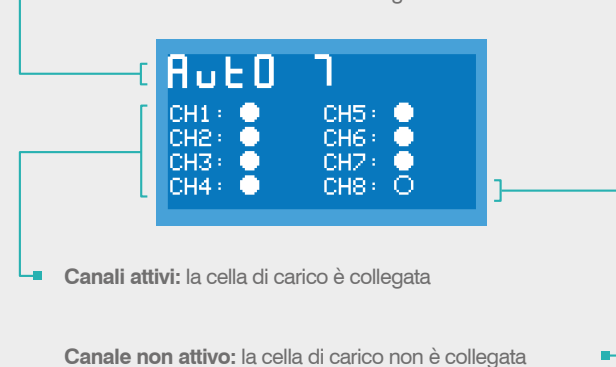 AutO 7
CH1: CH5:
CH2: CH6:
CH3: CH7:
CH4: CH8:
Canali attivi: la cella di carico è collegata
Canale non attivo: la cella di carico non è collegata